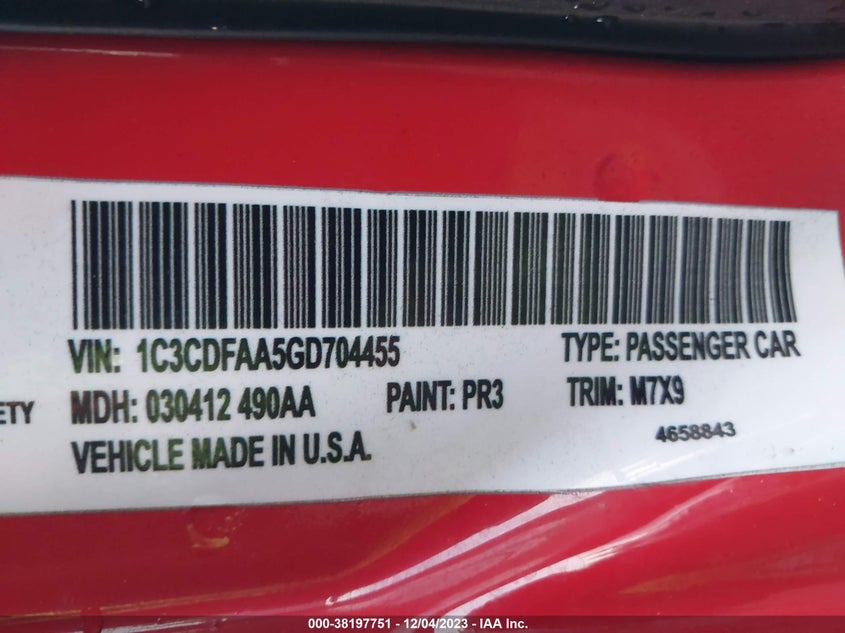 VIN: 1C3CDFAA5GD704455 TYPE: PASSENGER CAR
ETY MDH: 030412 490AA PAINT: PR3 TRIM: M7X9
VEHICLE MADE IN U.S.A. 4658843
000-38197751 - 12/04/2023 - IAA Inc.